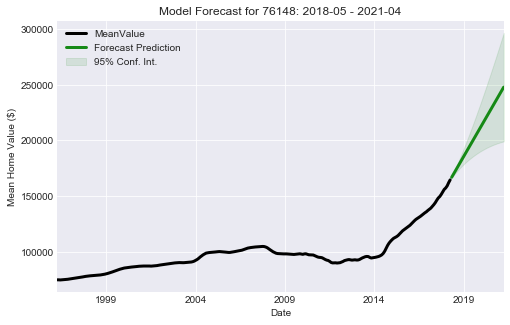 Model Forecast for 76148: 2018-05 - 2021-04
MeanValue
Forecast Prediction
95% Conf. Int.
Mean Home Value ($)
300000
250000
200000
150000
100000
1999
2004
2009
2014
2019
Date